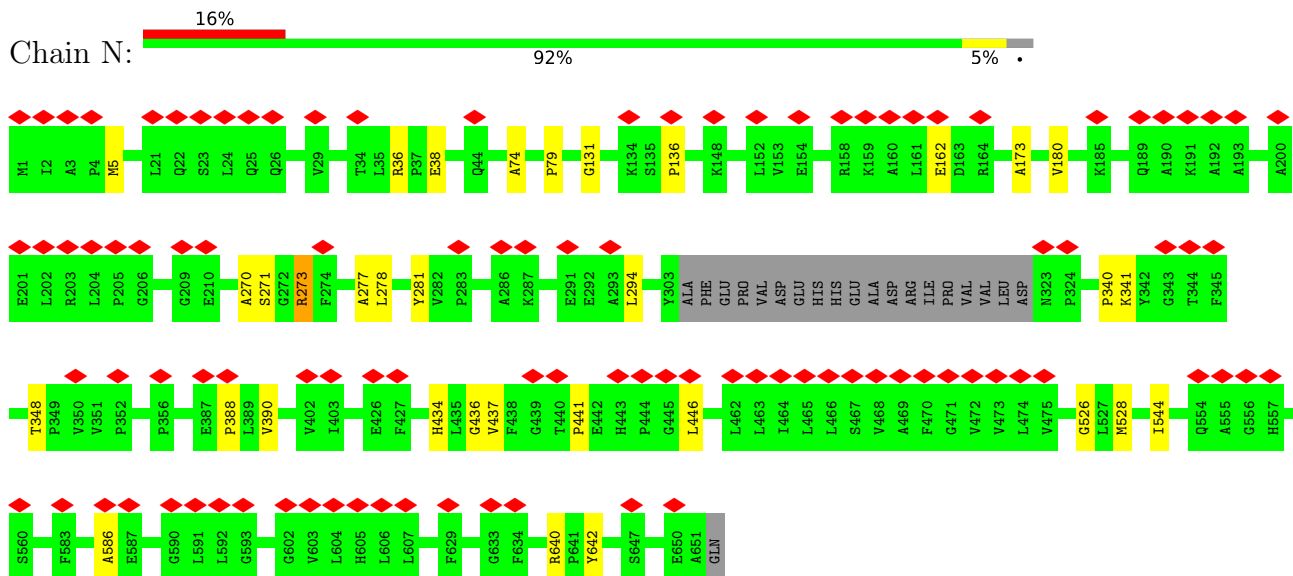 16%
Chain N:
92% 5% •
M1 I2 A3 P4 M5 L21 Q22 S23 L24 Q25 Q26 V29 T34 L35 R36 P37 E38 Q44 A74 P79 G131 K134 S135 P136 K148 L152 V153 E154 R158 K159 A160 L161 E162 D163 R164 A173 V180 K185 Q189 A190 K191 A192 A193 A200
E201 L202 R203 L204 P205 G206 G209 E210 A270 S271 G272 R273 F274 A277 L278 Y281 V282 P283 A286 K287 E291 E292 A293 L294 Y303 ALA PHE GLU PRO VAL ASP GLU HIS HIS GLU ALA ASP ARG ILE PRO VAL VAL LEU ASP N323 P324 P340 K341 Y342 G343 T344 F345
T348 P349 V350 V351 P352 P356 E387 P388 L389 V390 V402 I403 E426 F427 H434 L435 G436 V437 F438 G439 T440 P441 E442 H443 P444 G445 L446 L462 L463 I464 L465 L466 S467 V468 A469 F470 G471 V472 V473 L474 V475 G526 L527 M528 I544 Q554 A555 G556 H557
S560 F583 A586 E587 G590 L591 L592 G593 G602 V603 L604 H605 L606 L607 F629 G633 F634 R640 P641 Y642 S647 E650 A651 GLN